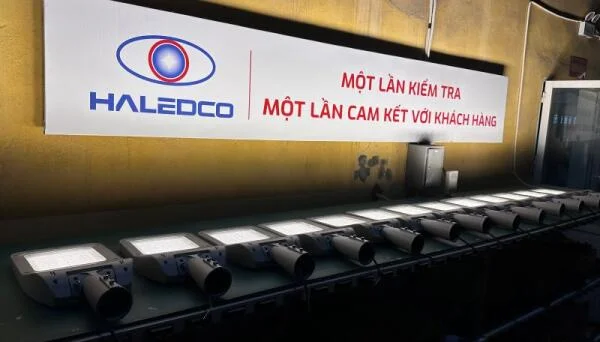 HALEDCO
MỘT LẦN KIỂM TRA
MỘT LẦN CAM KẾT VỚI KHÁCH HÀNG